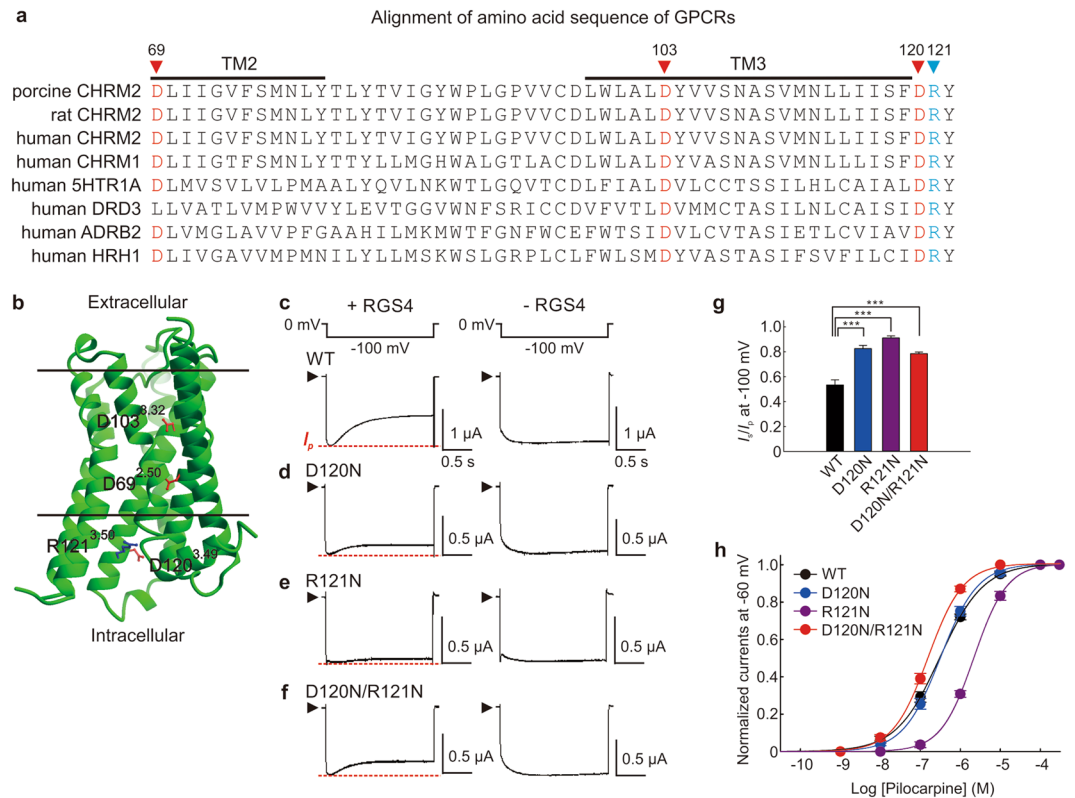 a
Alignment of amino acid sequence of GPCRs
69 103 120 121
TM2 TM3
porcine CHRM2 DLIIGVFSMNLYTLYTVIGYWPLGPVVCDLWLALDYVVSNASVMNLLIISFDRY
rat CHRM2 DLIIGVFSMNLYTLYTVIGYWPLGPVVCDLWLALDYVVSNASVMNLLIISFDRY
human CHRM2 DLIIGVFSMNLYTLYTVIGYWPLGPVVCDLWLALDYVVSNASVMNLLIISFDRY
human CHRM1 DLIIGTFSMNLYTTYLLMGHWALGTLACDLWLALDYVASNASVMNLLLISFDRY
human 5HTR1A DLMVSVLVLPMAALYQVLNKWTLGQVTCDLFIALDVLCCTSSILHLCAIALDRY
human DRD3 LLVATLVMPWVVYLEVTGGVWNFSRICCDVFVTLDVMMCTASILNLCAISIDRY
human ADRB2 DLVMGLAVVPFGAAHILMKMWTFGNFWCEFWTSIDVLCVTASIETLCVIAVDRY
human HRH1 DLIVGAVVMPMNILYLLMSKWSLGRPLCLFWLSMDYVASTASIFSVFILCIDRY
b
Extracellular
D103 3.32
D69 2.50
R121 3.50
D120 3.49
Intracellular
c
+ RGS4 - RGS4
0 mV 0 mV
-100 mV -100 mV
WT
Ip
1 µA 1 µA
0.5 s 0.5 s
d D120N
0.5 µA 0.5 µA
e R121N
0.5 µA 0.5 µA
f D120N/R121N
0.5 µA 0.5 µA
g
***
***
***
Is/Ip at -100 mV
1.0
0.8
0.6
0.4
0.2
0
WT
D120N
R121N
D120N/R121N
h
WT
D120N
R121N
D120N/R121N
Normalized currents at -60 mV
1.0
0.8
0.6
0.4
0.2
0
-10 -9 -8 -7 -6 -5 -4
Log [Pilocarpine] (M)